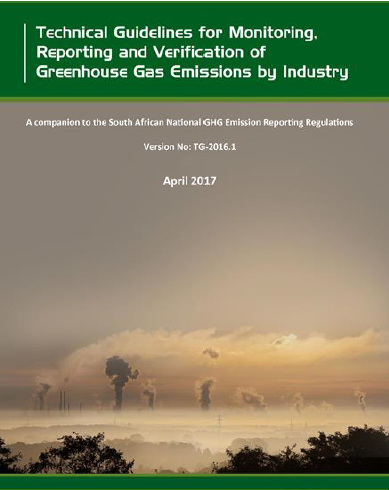 Technical Guidelines for Monitoring,
Reporting and Verification of
Greenhouse Gas Emissions by Industry
A companion to the South African National GHG Emission Reporting Regulations
Version No: TG-2016.1
April 2017